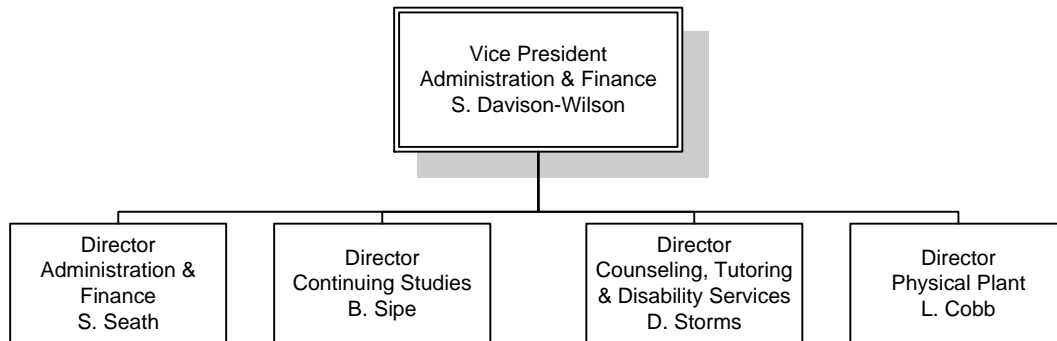 Vice President
Administration & Finance
S. Davison-Wilson
Director
Administration &
Finance
S. Seath
Director
Continuing Studies
B. Sipe
Director
Counseling, Tutoring
& Disability Services
D. Storms
Director
Physical Plant
L. Cobb